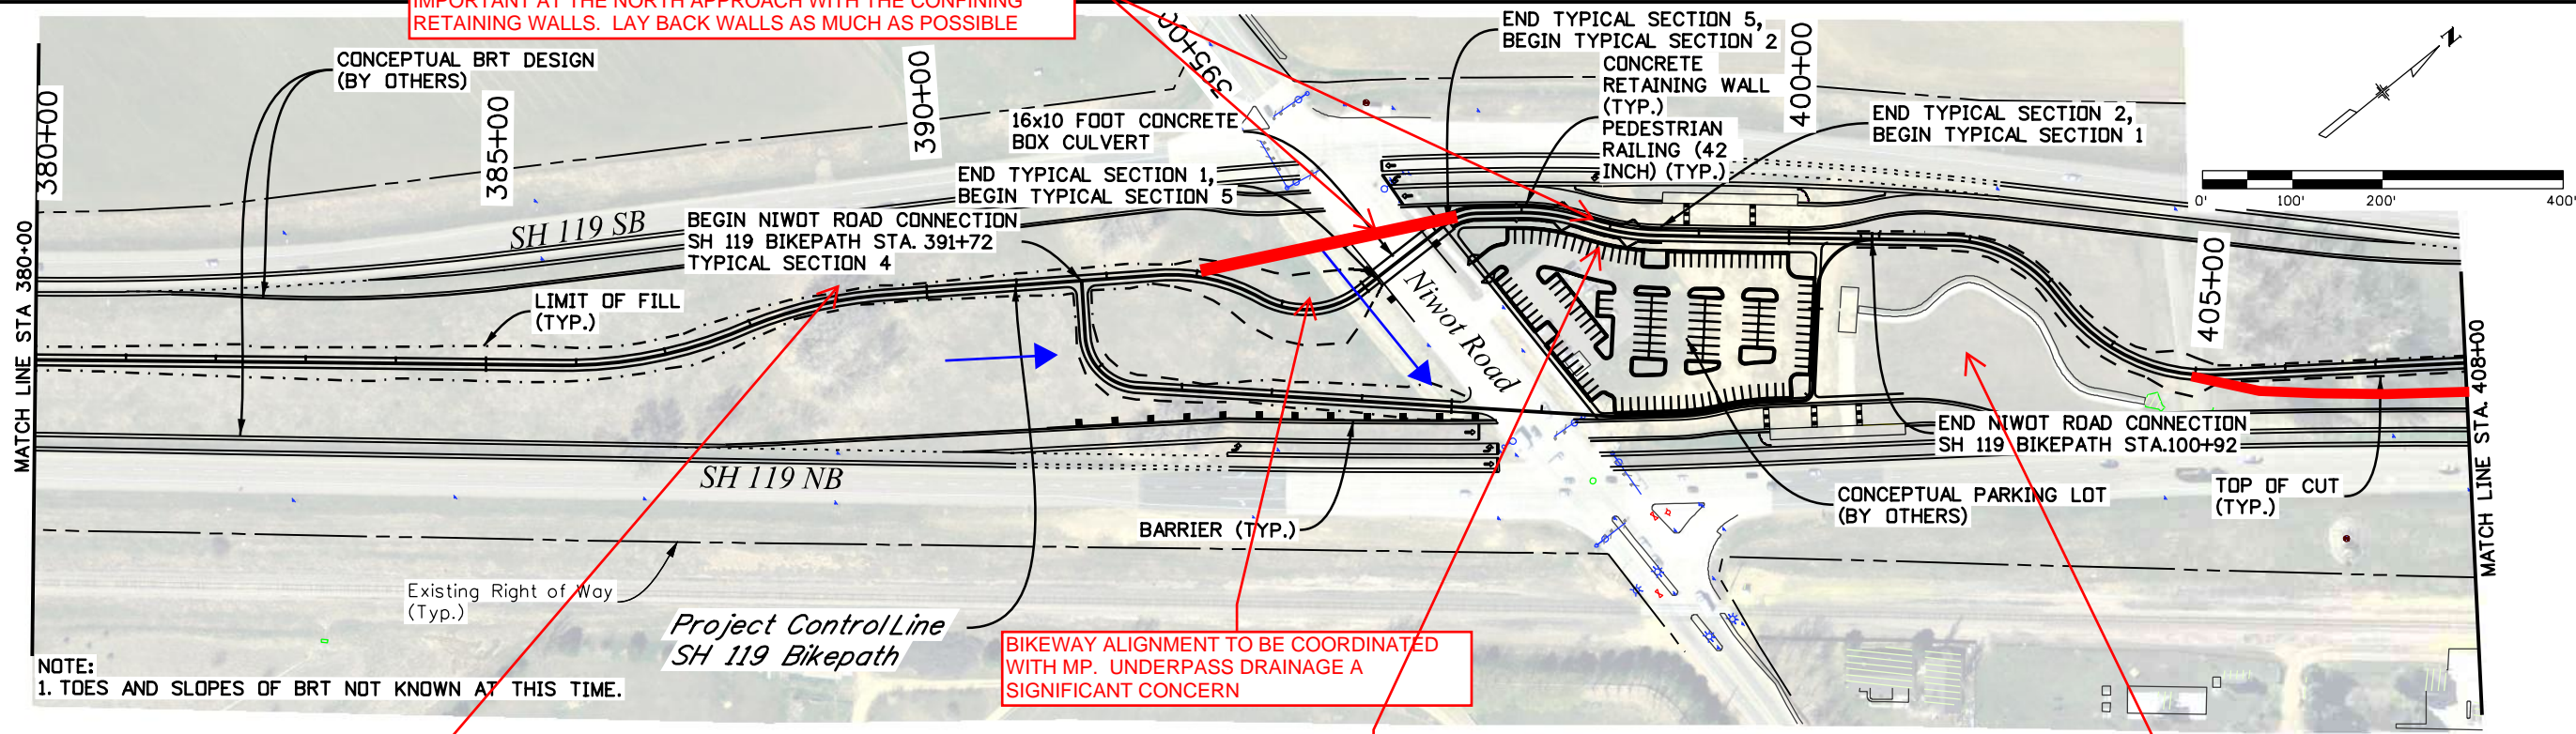 IMPORTANT AT THE NORTH APPROACH WITH THE CONFINING
RETAINING WALLS.  LAY BACK WALLS AS MUCH AS POSSIBLE
CONCEPTUAL BRT DESIGN
(BY OTHERS)
380+00
385+00
390+00
395+00
400+00
405+00
END TYPICAL SECTION 5,
BEGIN TYPICAL SECTION 2
CONCRETE
RETAINING WALL
(TYP.)
PEDESTRIAN
RAILING (42
INCH) (TYP.)
END TYPICAL SECTION 2,
BEGIN TYPICAL SECTION 1
N
0'
100'
200'
400'
16x10 FOOT CONCRETE
BOX CULVERT
END TYPICAL SECTION 1,
BEGIN TYPICAL SECTION 5
BEGIN NIWOT ROAD CONNECTION
SH 119 BIKEPATH STA. 391+72
TYPICAL SECTION 4
SH 119 SB
LIMIT OF FILL
(TYP.)
MATCH LINE STA 380+00
Niwot Road
SH 119 NB
BARRIER (TYP.)
END NIWOT ROAD CONNECTION
SH 119 BIKEPATH STA.100+92
CONCEPTUAL PARKING LOT
(BY OTHERS)
TOP OF CUT
(TYP.)
MATCH LINE STA. 408+00
Existing Right of Way
(Typ.)
Project Control Line
SH 119 Bikepath
BIKEWAY ALIGNMENT TO BE COORDINATED
WITH MP.  UNDERPASS DRAINAGE A
SIGNIFICANT CONCERN
NOTE:
1. TOES AND SLOPES OF BRT NOT KNOWN AT THIS TIME.